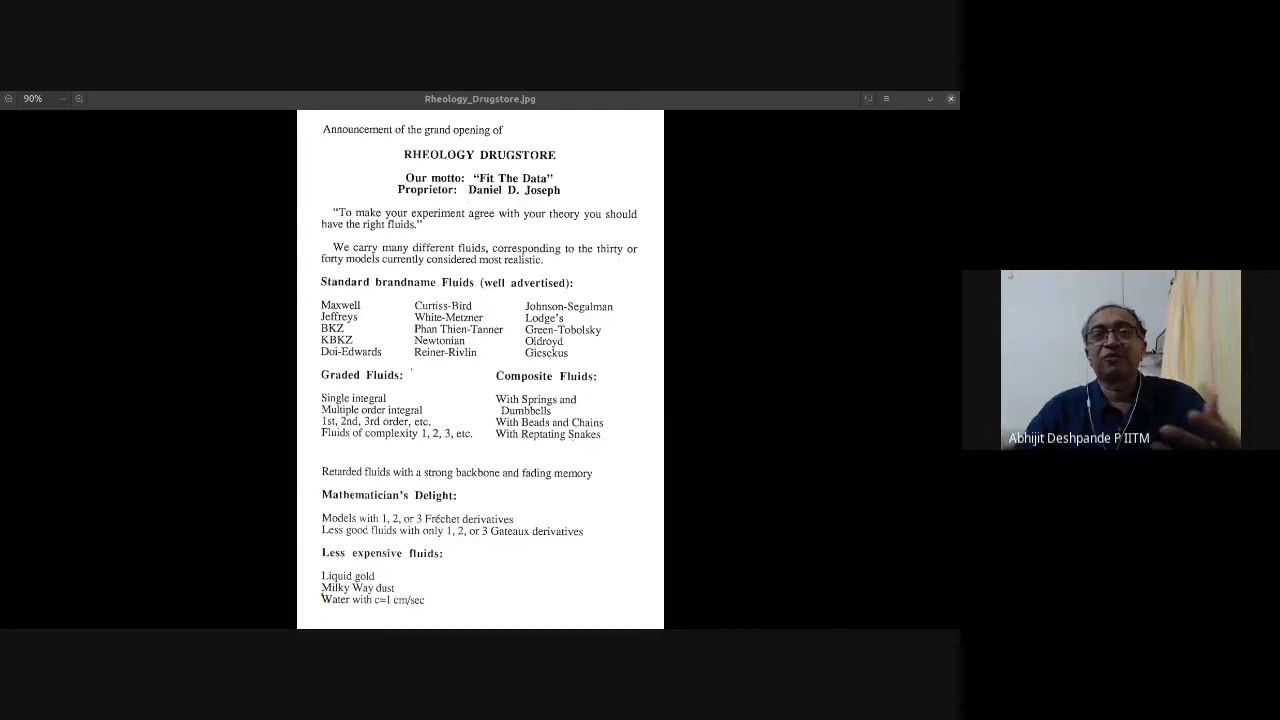 90%
Rheology_Drugstore.jpg
Announcement of the grand opening of
RHEOLOGY DRUGSTORE
Our motto: “Fit The Data”
Proprietor: Daniel D. Joseph
“To make your experiment agree with your theory you should
have the right fluids.”
We carry many different fluids, corresponding to the thirty or
forty models currently considered most realistic.
Standard brandname Fluids (well advertised):
Maxwell Curtiss-Bird Johnson-Segalman
Jeffreys White-Metzner Lodge's
BKZ Phan Thien-Tanner Green-Tobolsky
KBKZ Newtonian Oldroyd
Doi-Edwards Reiner-Rivlin Giesekus
Graded Fluids: Composite Fluids:
Single integral With Springs and
Multiple order integral Dumbbells
1st, 2nd, 3rd order, etc. With Beads and Chains
Fluids of complexity 1, 2, 3, etc. With Reptating Snakes
Retarded fluids with a strong backbone and fading memory
Mathematician's Delight:
Models with 1, 2, or 3 Fréchet derivatives
Less good fluids with only 1, 2, or 3 Gateaux derivatives
Less expensive fluids:
Liquid gold
Milky Way dust
Water with c=1 cm/sec
Abhijit Deshpande P IITM